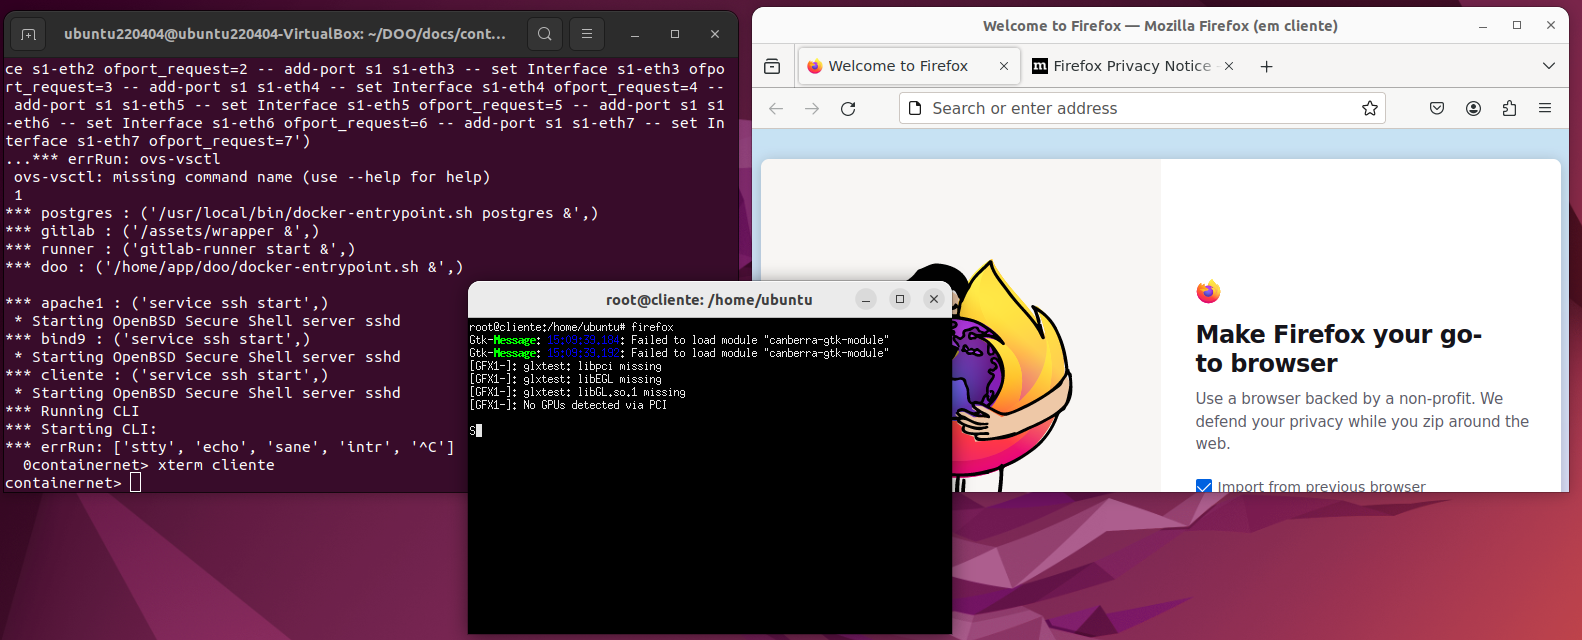 ubuntu220404@ubuntu220404-VirtualBox: ~/DOO/docs/cont...
ce s1-eth2 ofport_request=2 -- add-port s1 s1-eth3 -- set Interface s1-eth3 ofpo
rt_request=3 -- add-port s1 s1-eth4 -- set Interface s1-eth4 ofport_request=4 --
 add-port s1 s1-eth5 -- set Interface s1-eth5 ofport_request=5 -- add-port s1 s1
-eth6 -- set Interface s1-eth6 ofport_request=6 -- add-port s1 s1-eth7 -- set In
terface s1-eth7 ofport_request=7')
...*** errRun: ovs-vsctl
 ovs-vsctl: missing command name (use --help for help)
 1
*** postgres : ('/usr/local/bin/docker-entrypoint.sh postgres &',)
*** gitlab : ('/assets/wrapper &',)
*** runner : ('gitlab-runner start &',)
*** doo : ('/home/app/doo/docker-entrypoint.sh &',)
*** apache1 : ('service ssh start',)
 * Starting OpenBSD Secure Shell server sshd
*** bind9 : ('service ssh start',)
 * Starting OpenBSD Secure Shell server sshd
*** cliente : ('service ssh start',)
 * Starting OpenBSD Secure Shell server sshd
*** Running CLI
*** Starting CLI:
*** errRun: ['stty', 'echo', 'sane', 'intr', '^C']
  0containernet> xterm cliente
containernet>
root@cliente: /home/ubuntu
root@cliente:/home/ubuntu# firefox
Gtk-Message: 15:09:39.184: Failed to load module "canberra-gtk-module"
Gtk-Message: 15:09:39.192: Failed to load module "canberra-gtk-module"
[GFX1-]: glxtest: libpci missing
[GFX1-]: glxtest: libEGL missing
[GFX1-]: glxtest: libGL.so.1 missing
[GFX1-]: No GPUs detected via PCI
S
Welcome to Firefox — Mozilla Firefox (em cliente)
Welcome to Firefox
m Firefox Privacy Notice -
Search or enter address
Make Firefox your go-
to browser
Use a browser backed by a non-profit. We
defend your privacy while you zip around the
web.
Import from previous browser